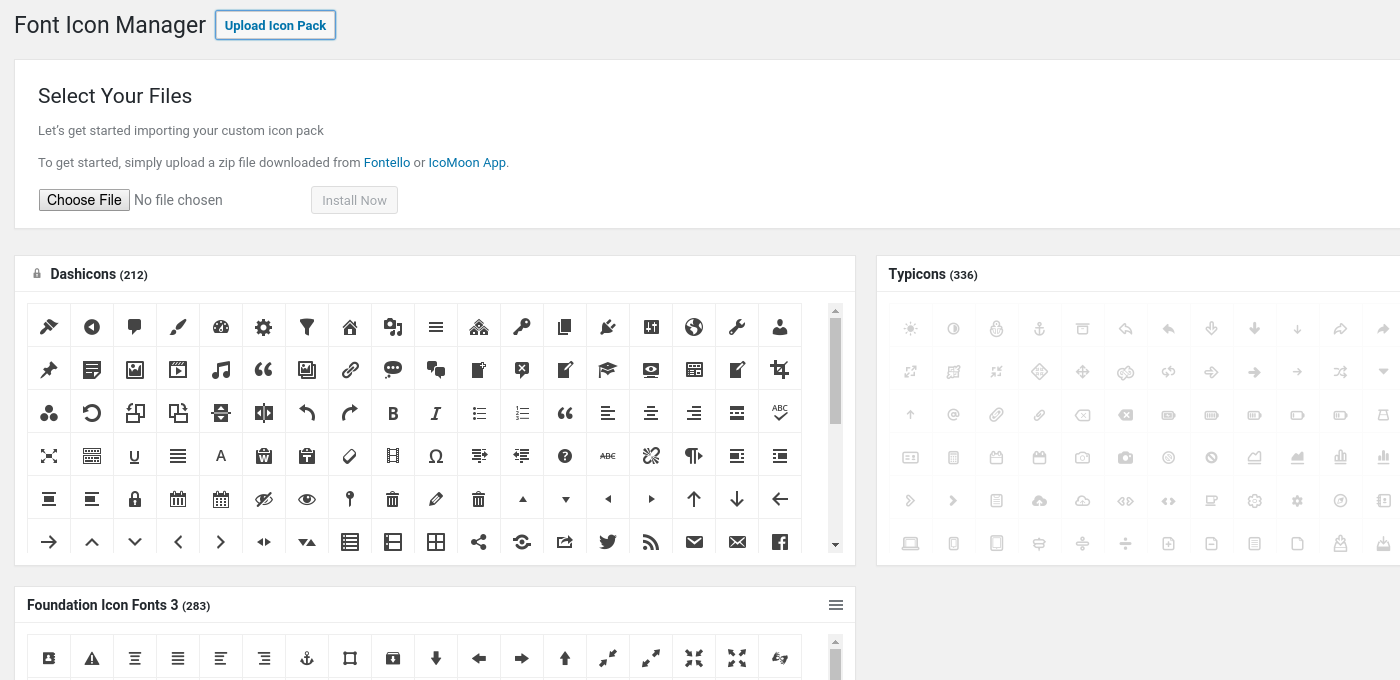 Font Icon Manager Upload Icon Pack
Select Your Files
Let's get started importing your custom icon pack
To get started, simply upload a zip file downloaded from Fontello or IcoMoon App.
Choose File No file chosen Install Now
Dashicons (212)
Typicons (336)
ABC
ABC
Foundation Icon Fonts 3 (283)